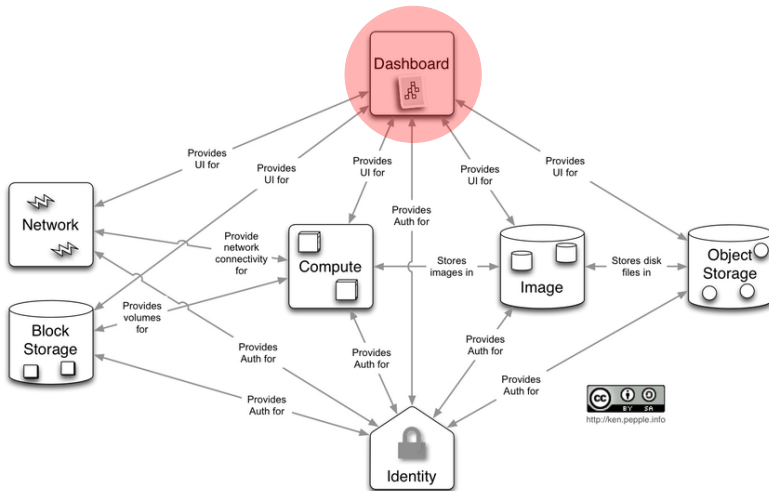 Dashboard
Provides
UI for
Provides
UI for
Provides
UI for
Provides
UI for
Provides
UI for
Provides
Auth for
Network
Provide
network
connectivity
for
Compute
Stores
images in
Image
Stores disk
files in
Object
Storage
Block
Storage
Provides
volumes
for
Provides
Auth for
Provides
Auth for
Provides
Auth for
Provides
Auth for
Provides
Auth for
Identity
cc
BY SA
http://ken.pepple.info